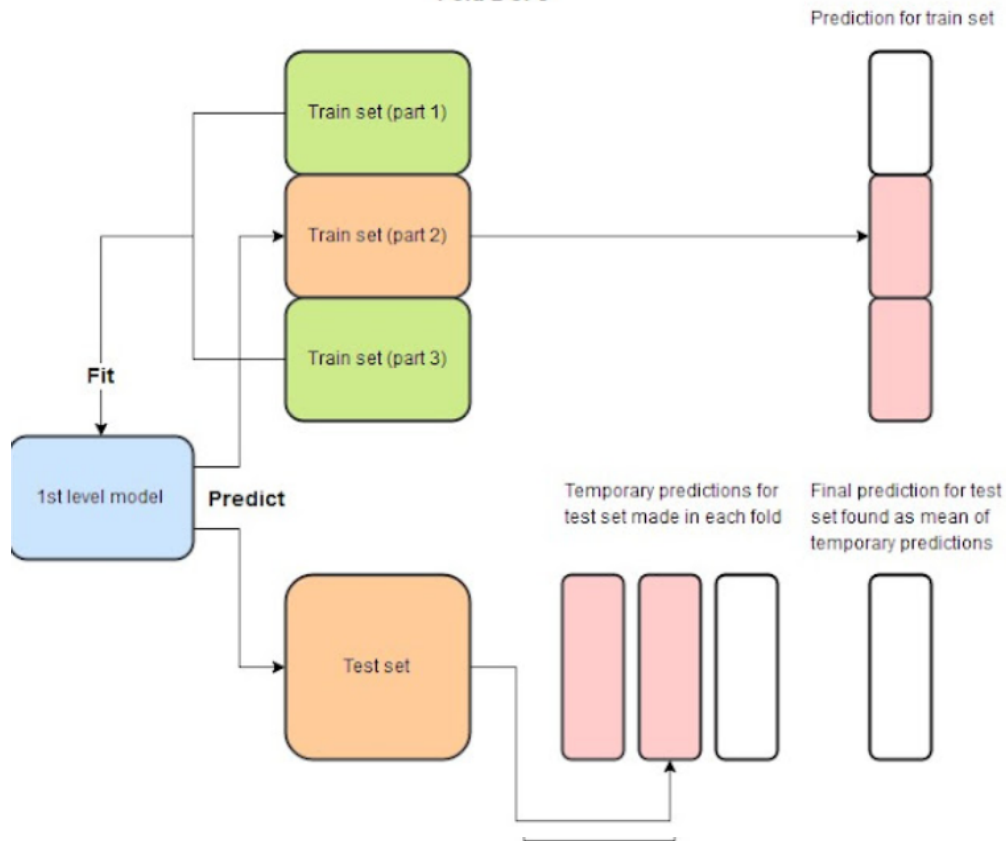 Prediction for train set
Train set (part 1)
Train set (part 2)
Train set (part 3)
Fit
1st level model
Predict
Temporary predictions for
test set made in each fold
Final prediction for test
set found as mean of
temporary predictions
Test set